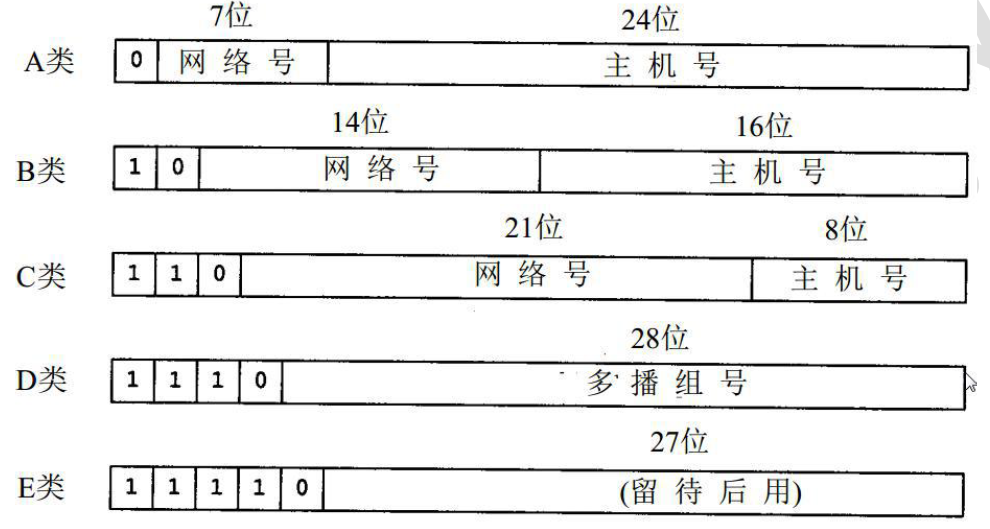 7位 24位
A类 0 网络号 主机号
14位 16位
B类 1 0 网络号 主机号
21位 8位
C类 1 1 0 网络号 主机号
28位
D类 1 1 1 0 多播组号
27位
E类 1 1 1 1 0 (留待后用)